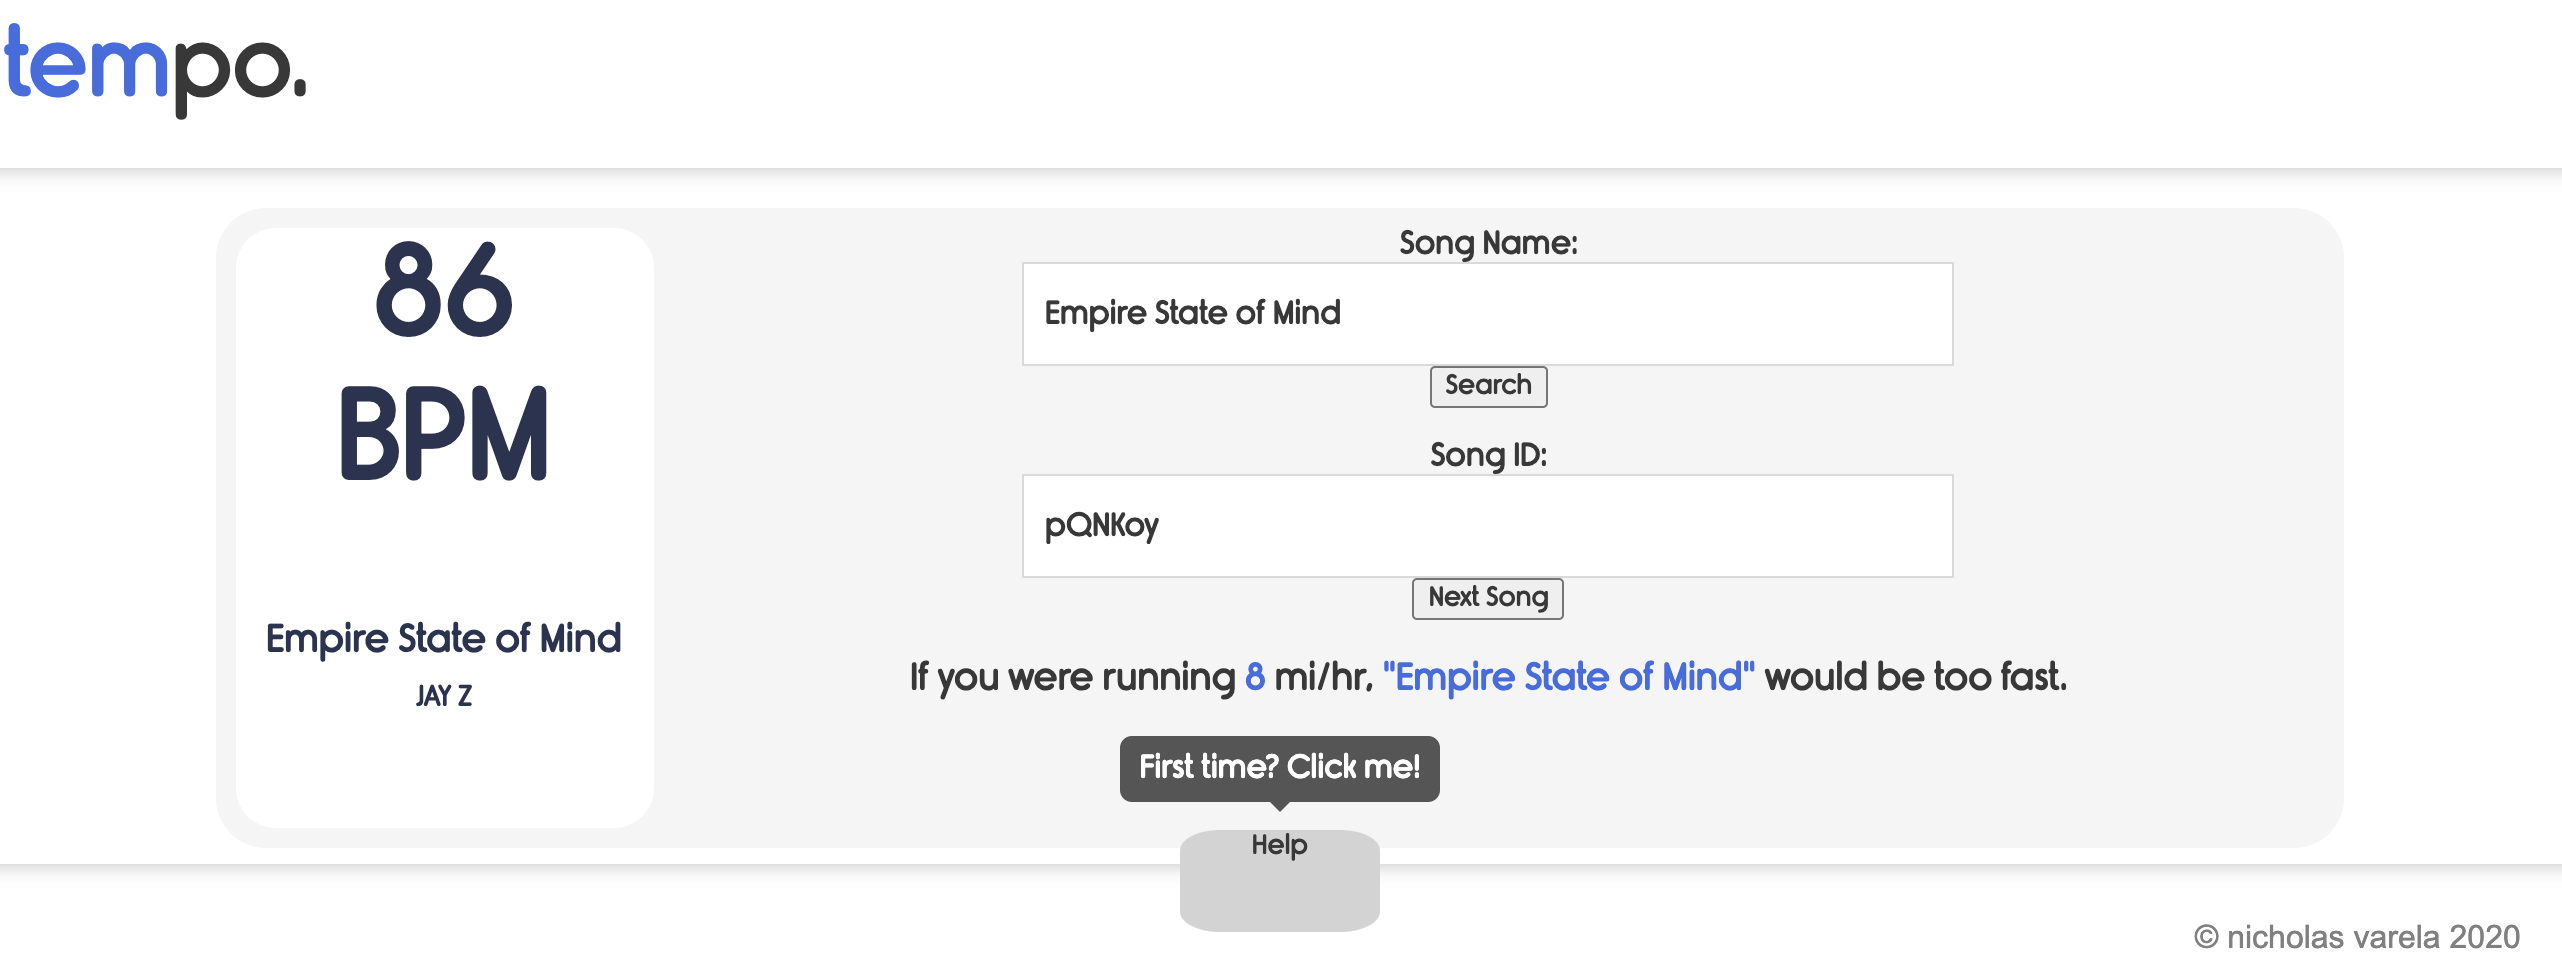 tempo.
86
BPM
Empire State of Mind
JAY Z
Song Name:
Empire State of Mind
Search
Song ID:
pQNKoy
Next Song
If you were running 8 mi/hr, "Empire State of Mind" would be too fast.
First time? Click me!
Help
© nicholas varela 2020